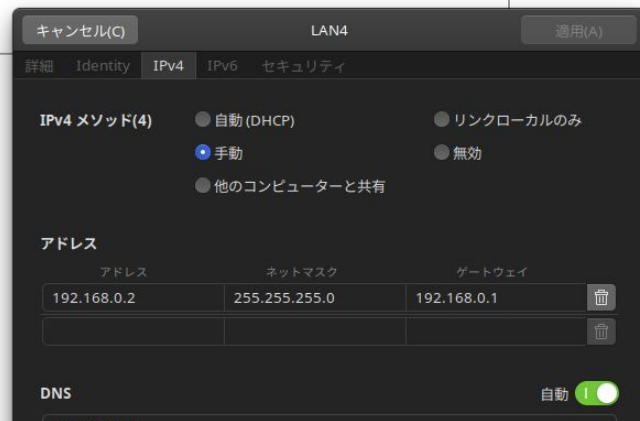 キャンセル(C) LAN4 適用(A)
詳細 Identity IPv4 IPv6 セキュリティ
IPv4 メソッド(4) 自動 (DHCP) リンクローカルのみ
手動 無効
他のコンピューターと共有
アドレス
アドレス ネットマスク ゲートウェイ
192.168.0.2 255.255.255.0 192.168.0.1
DNS 自動